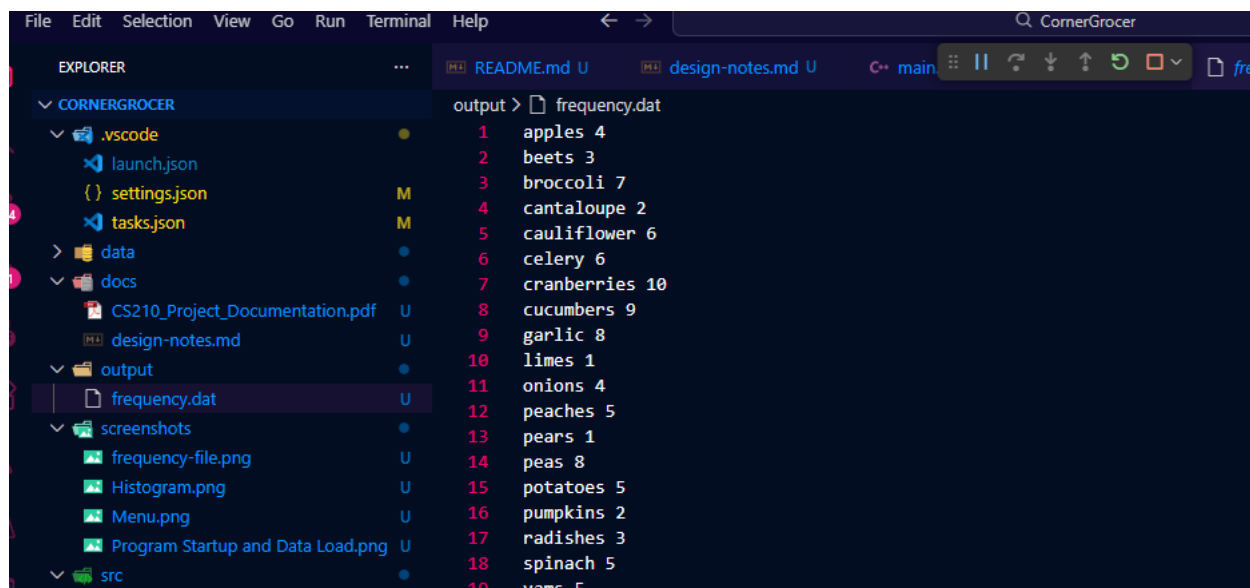 File Edit Selection View Go Run Terminal Help
CornerGrocer
EXPLORER
CORNERGROCER
.vscode
launch.json
settings.json M
tasks.json M
data
docs
CS210_Project_Documentation.pdf U
design-notes.md U
output
frequency.dat U
screenshots
frequency-file.png U
Histogram.png U
Menu.png U
Program Startup and Data Load.png U
src
README.md U
design-notes.md U
main
output > frequency.dat
1 apples 4
2 beets 3
3 broccoli 7
4 cantaloupe 2
5 cauliflower 6
6 celery 6
7 cranberries 10
8 cucumbers 9
9 garlic 8
10 limes 1
11 onions 4
12 peaches 5
13 pears 1
14 peas 8
15 potatoes 5
16 pumpkins 2
17 radishes 3
18 spinach 5
19 yams 5